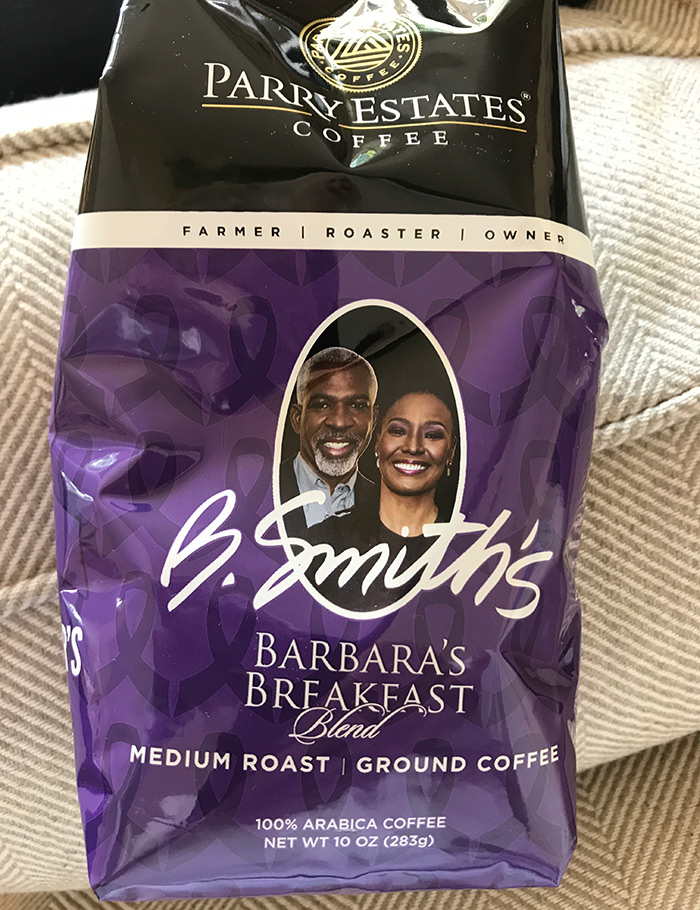 PARRY ESTATES®
COFFEE
FARMER | ROASTER | OWNER
B. Smith's
BARBARA'S
BREAKFAST
Blend
MEDIUM ROAST | GROUND COFFEE
100% ARABICA COFFEE
NET WT 10 OZ (283g)